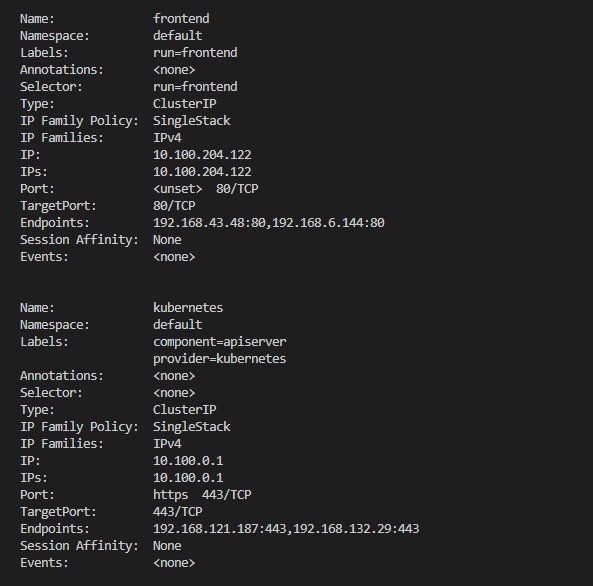 Name: frontend
Namespace: default
Labels: run=frontend
Annotations: <none>
Selector: run=frontend
Type: ClusterIP
IP Family Policy: SingleStack
IP Families: IPv4
IP: 10.100.204.122
IPs: 10.100.204.122
Port: <unset> 80/TCP
TargetPort: 80/TCP
Endpoints: 192.168.43.48:80,192.168.6.144:80
Session Affinity: None
Events: <none>
Name: kubernetes
Namespace: default
Labels: component=apiserver
provider=kubernetes
Annotations: <none>
Selector: <none>
Type: ClusterIP
IP Family Policy: SingleStack
IP Families: IPv4
IP: 10.100.0.1
IPs: 10.100.0.1
Port: https 443/TCP
TargetPort: 443/TCP
Endpoints: 192.168.121.187:443,192.168.132.29:443
Session Affinity: None
Events: <none>